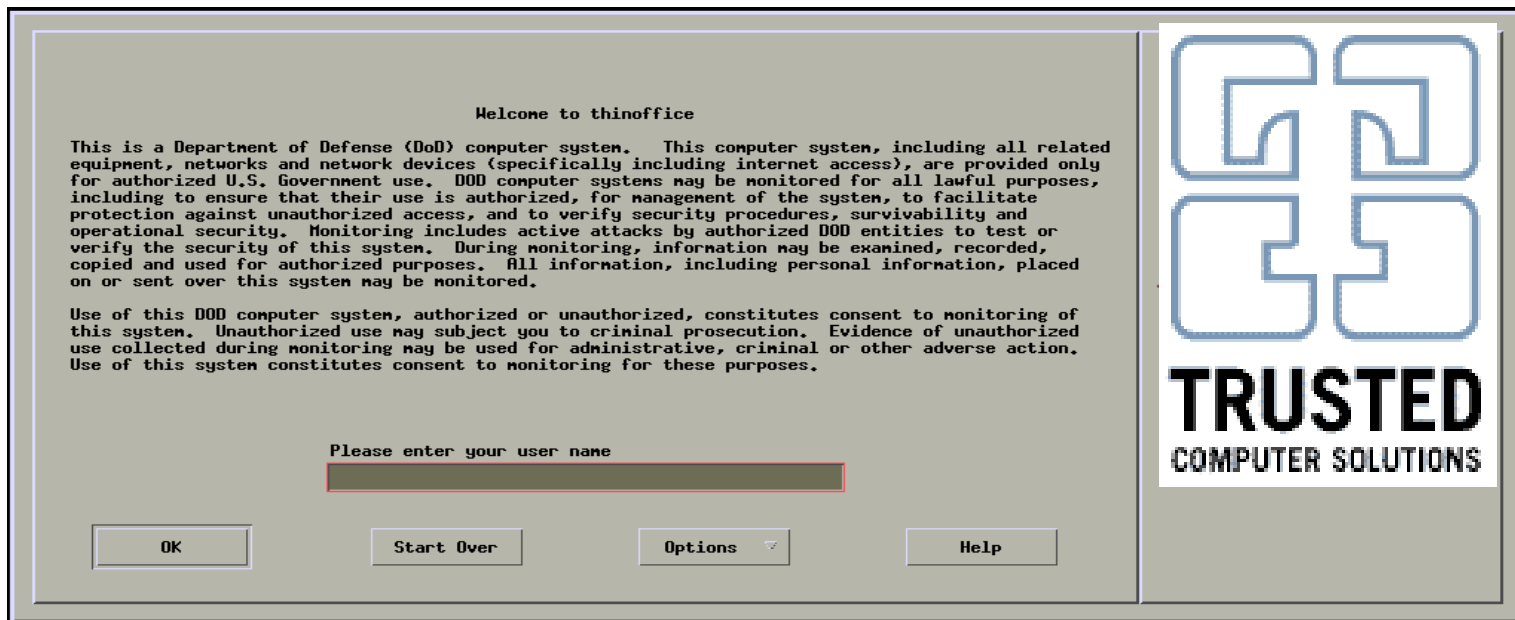 Welcome to thinoffice
This is a Department of Defense (DoD) computer system.   This computer system, including all related
equipment, networks and network devices (specifically including internet access), are provided only
for authorized U.S. Government use.  DOD computer systems may be monitored for all lawful purposes,
including to ensure that their use is authorized, for management of the system, to facilitate
protection against unauthorized access, and to verify security procedures, survivability and
operational security.  Monitoring includes active attacks by authorized DOD entities to test or
verify the security of this system.  During monitoring, information may be examined, recorded,
copied and used for authorized purposes.  All information, including personal information, placed
on or sent over this system may be monitored.
Use of this DOD computer system, authorized or unauthorized, constitutes consent to monitoring of
this system.  Unauthorized use may subject you to criminal prosecution.  Evidence of unauthorized
use collected during monitoring may be used for administrative, criminal or other adverse action.
Use of this system constitutes consent to monitoring for these purposes.
Please enter your user name
OK
Start Over
Options
Help
TRUSTED
COMPUTER SOLUTIONS